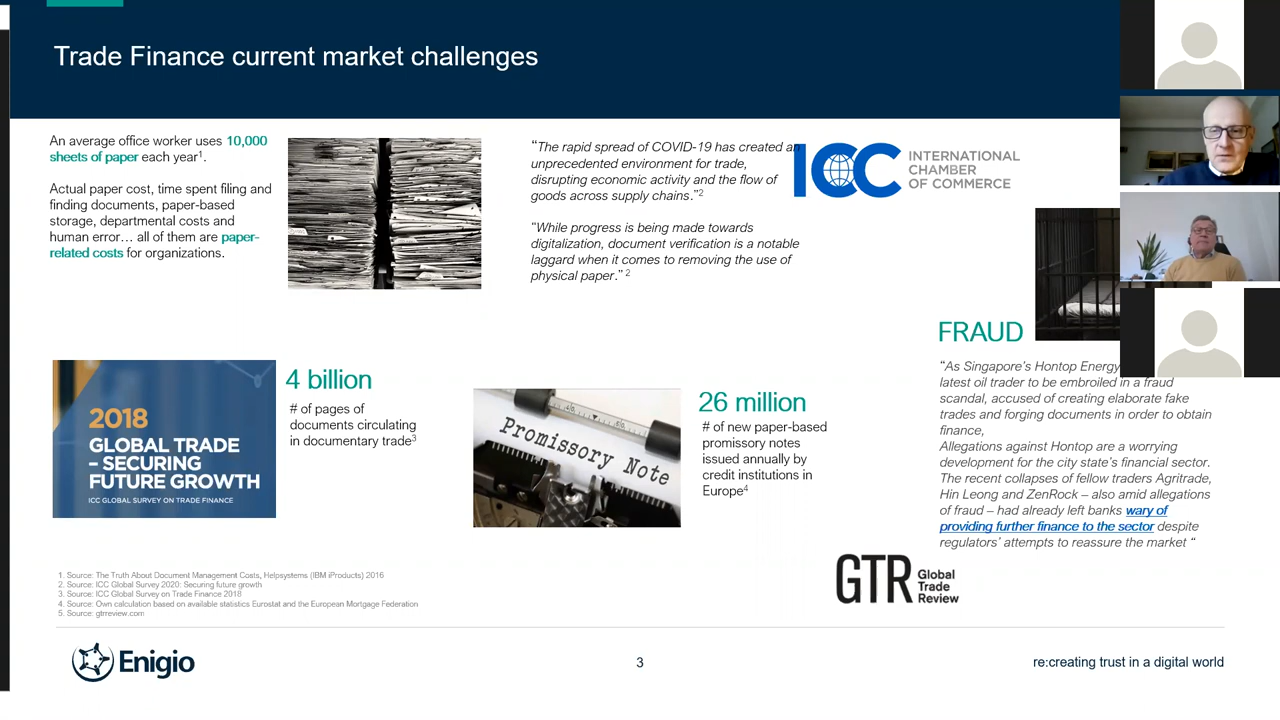 Trade Finance current market challenges
An average office worker uses 10,000
sheets of paper each year1.
Actual paper cost, time spent filing and
finding documents, paper-based
storage, departmental costs and
human error… all of them are paper-
related costs for organizations.
“The rapid spread of COVID-19 has created an
unprecedented environment for trade,
disrupting economic activity and the flow of
goods across supply chains.”2
“While progress is being made towards
digitalization, document verification is a notable
laggard when it comes to removing the use of
physical paper.” 2
ICC INTERNATIONAL
CHAMBER
OF COMMERCE
2018
GLOBAL TRADE
– SECURING
FUTURE GROWTH
ICC GLOBAL SURVEY ON TRADE FINANCE
4 billion
# of pages of
documents circulating
in documentary trade3
Promissory Note
26 million
# of new paper-based
promissory notes
issued annually by
credit institutions in
Europe4
FRAUD
“As Singapore’s Hontop Energy
latest oil trader to be embroiled in a fraud
scandal, accused of creating elaborate fake
trades and forging documents in order to obtain
finance,
Allegations against Hontop are a worrying
development for the city state’s financial sector.
The recent collapses of fellow traders Agritrade,
Hin Leong and ZenRock – also amid allegations
of fraud – had already left banks wary of
providing further finance to the sector despite
regulators’ attempts to reassure the market “
GTR Global
Trade
Review
1. Source: The Truth About Document Management Costs, Helpsystems (IBM iProducts) 2016
2. Source: ICC Global Survey 2020: Securing future growth
3. Source: ICC Global Survey on Trade Finance 2018
4. Source: Own calculation based on available statistics Eurostat and the European Mortgage Federation
5. Source: gtrreview.com
Enigio
3
re:creating trust in a digital world